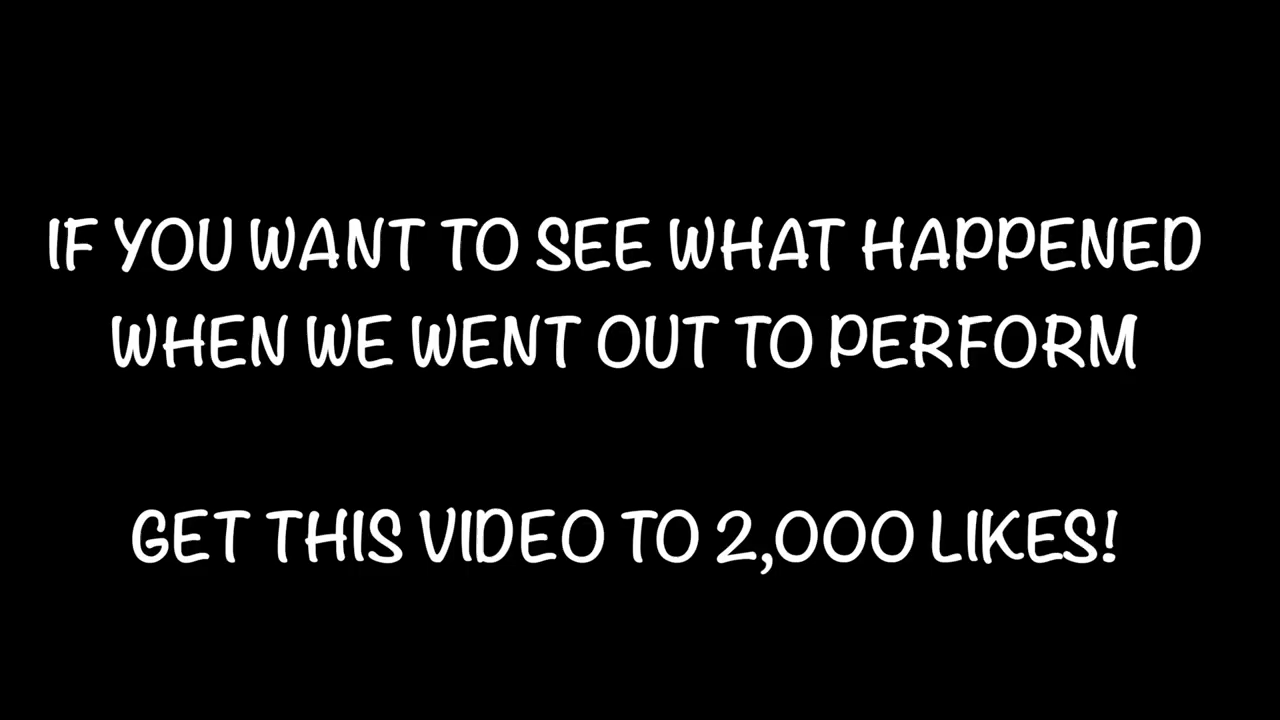 IF YOU WANT TO SEE WHAT HAPPENED
WHEN WE WENT OUT TO PERFORM
GET THIS VIDEO TO 2,000 LIKES!